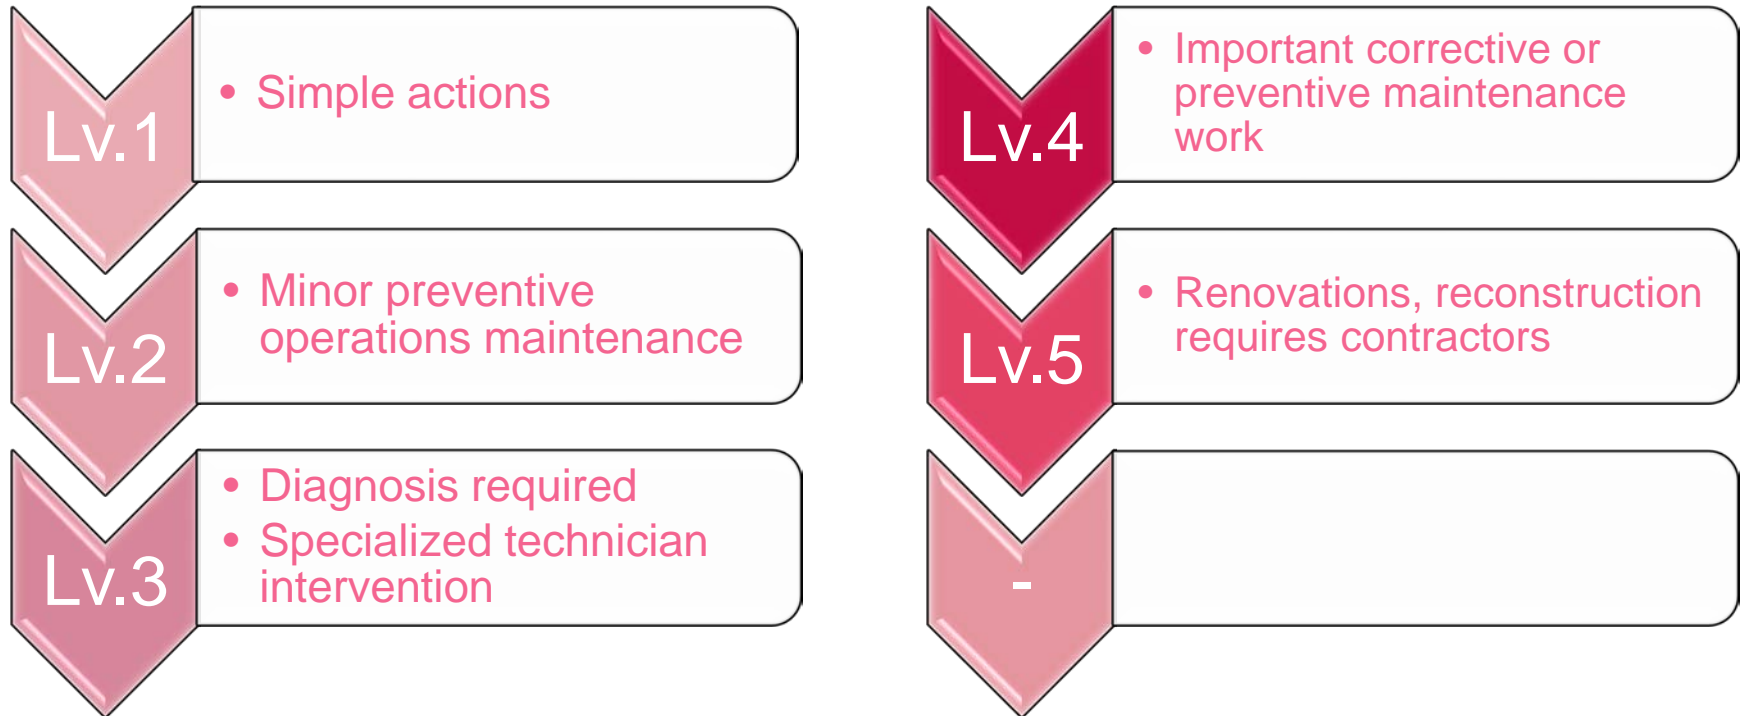 Lv.1
• Simple actions
Lv.2
• Minor preventive
operations maintenance
Lv.3
• Diagnosis required
• Specialized technician
intervention
Lv.4
• Important corrective or
preventive maintenance
work
Lv.5
• Renovations, reconstruction
requires contractors
-